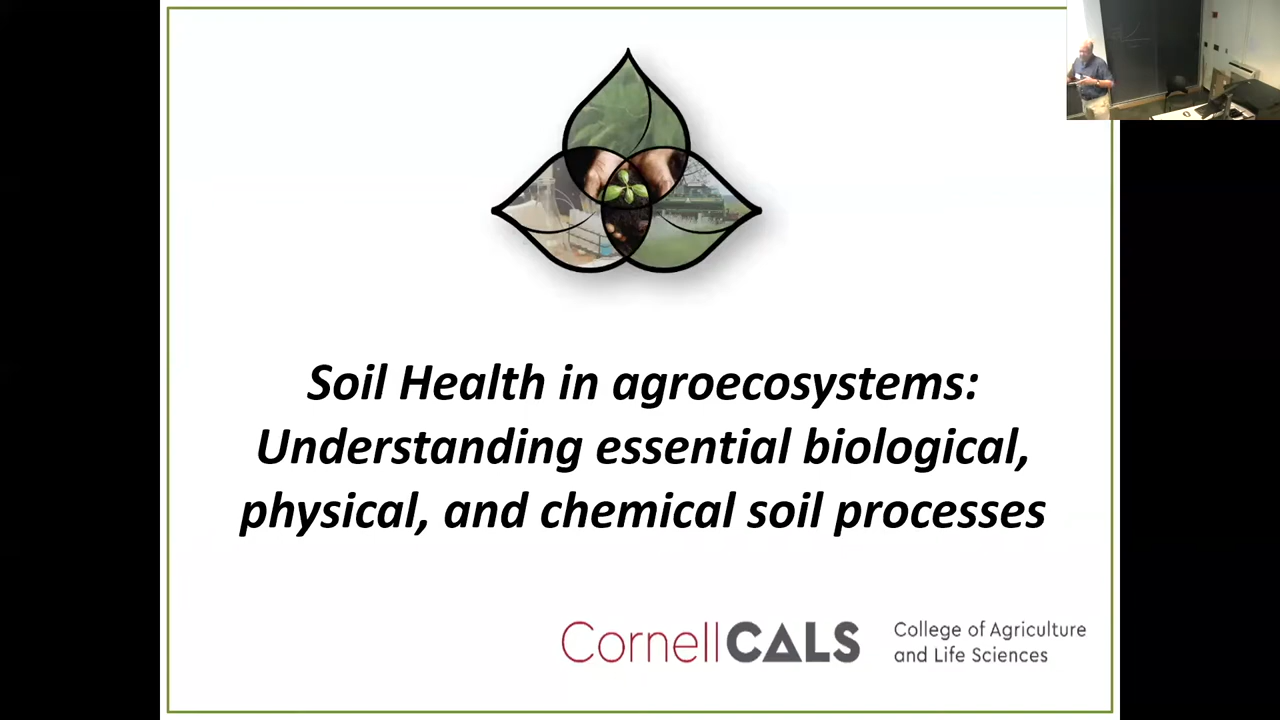 Soil Health in agroecosystems:
Understanding essential biological,
physical, and chemical soil processes
CornellCALS
College of Agriculture
and Life Sciences